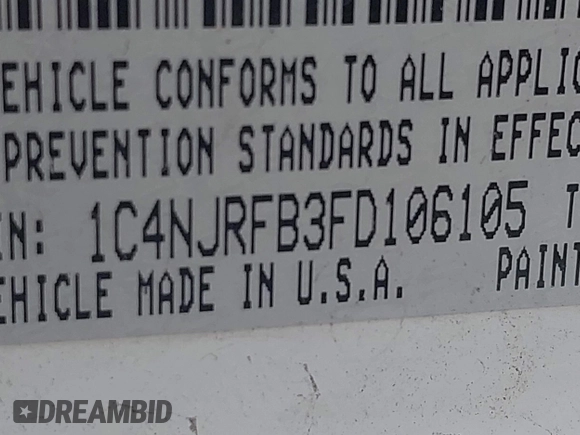 EHICLE CONFORMS TO ALL APPLIC
PREVENTION STANDARDS IN EFFEC
IN: 1C4NJRFB3FD106105 T
EHICLE MADE IN U.S.A. PAINT
DREAMBID